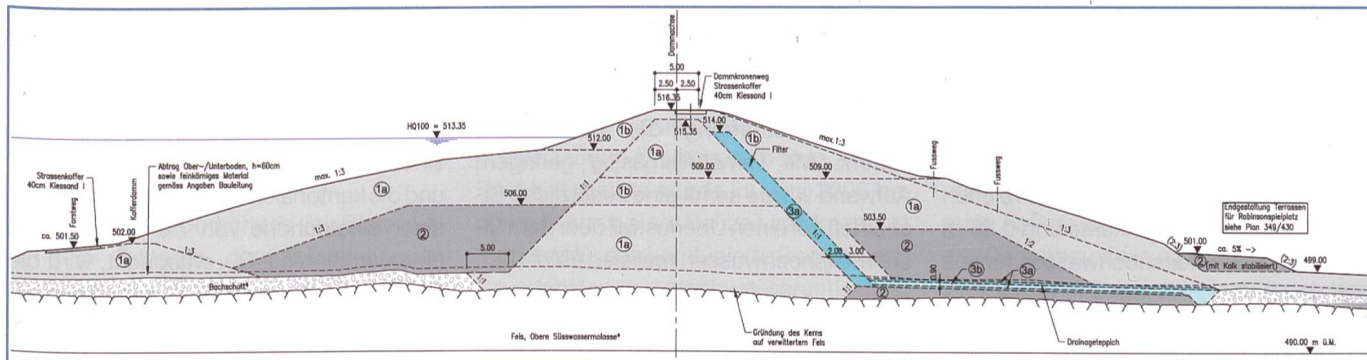 Dammachse
5.00
2.50 2.50
516.35
Dammkronenweg
Strassenkoffer
40cm Kiessand I
515.35
514.00
HQ100 = 513.35
512.00
1b
1b
max.1:3
Filter
1a
Fussweg
Fussweg
509.00
509.00
Abtrag Ober-/Unterboden, h=60cm
sowie feinkörniges Material
gemäss Angaben Bauleitung
max. 1:3
1:1
1b
1:3
Strassenkoffer
40cm Kiessand I
1a
506.00
3a
1:1
1a
Endgestaltung Terrassen
für Robinsonspielplatz
siehe Plan 349/430
Forstweg
Kofferdamm
503.50
ca. 501.50
502.00
1:3
2
1a
2
1:2
501.00
(2:3)
ca. 5% ->
5.00
2.00 3.00
0.90
3b
3a
2
(mit Kalk stabilisiert)
(2:3)
499.00
1a
1:1
1:1
2
Bachschutt*
Gründung des Kerns
auf verwittertem Fels
Drainageteppich
Fels, Obere Süsswassermolasse*
490.00 m ü.M.